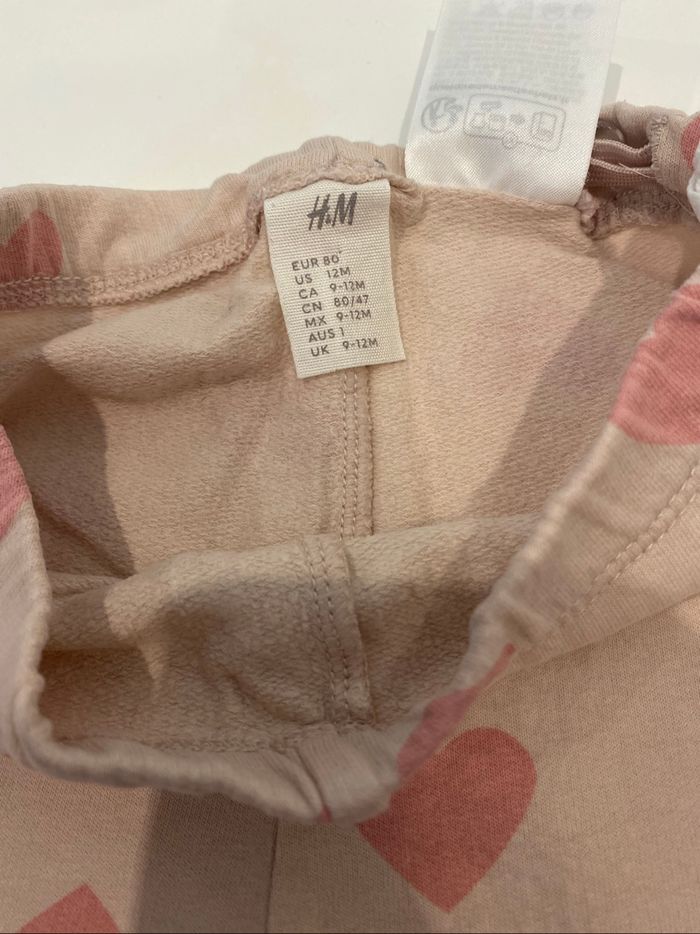 H&M
EUR 80
US 12M
CA 9-12M
CN 80/47
MX 9-12M
AUS 1
UK 9-12M